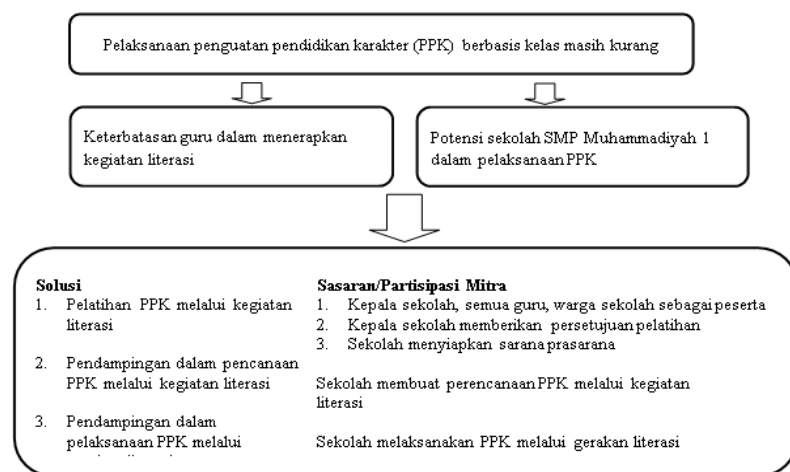 Pelaksanaan penguatan pendidikan karakter (PPK) berbasis kelas masih kurang
Keterbatasan guru dalam menerapkan
kegiatan literasi
Potensi sekolah SMP Muhammadiyah 1
dalam pelaksanaan PPK
Solusi
1. Pelatihan PPK melalui kegiatan
literasi
2. Pendampingan dalam pencanaan
PPK melalui kegiatan literasi
3. Pendampingan dalam
pelaksanaan PPK melalui
Sasaran/Partisipasi Mitra
1. Kepala sekolah, semua guru, warga sekolah sebagai peserta
2. Kepala sekolah memberikan persetujuan pelatihan
3. Sekolah menyiapkan sarana prasarana
Sekolah membuat perencanaan PPK melalui kegiatan
literasi
Sekolah melaksanakan PPK melalui gerakan literasi